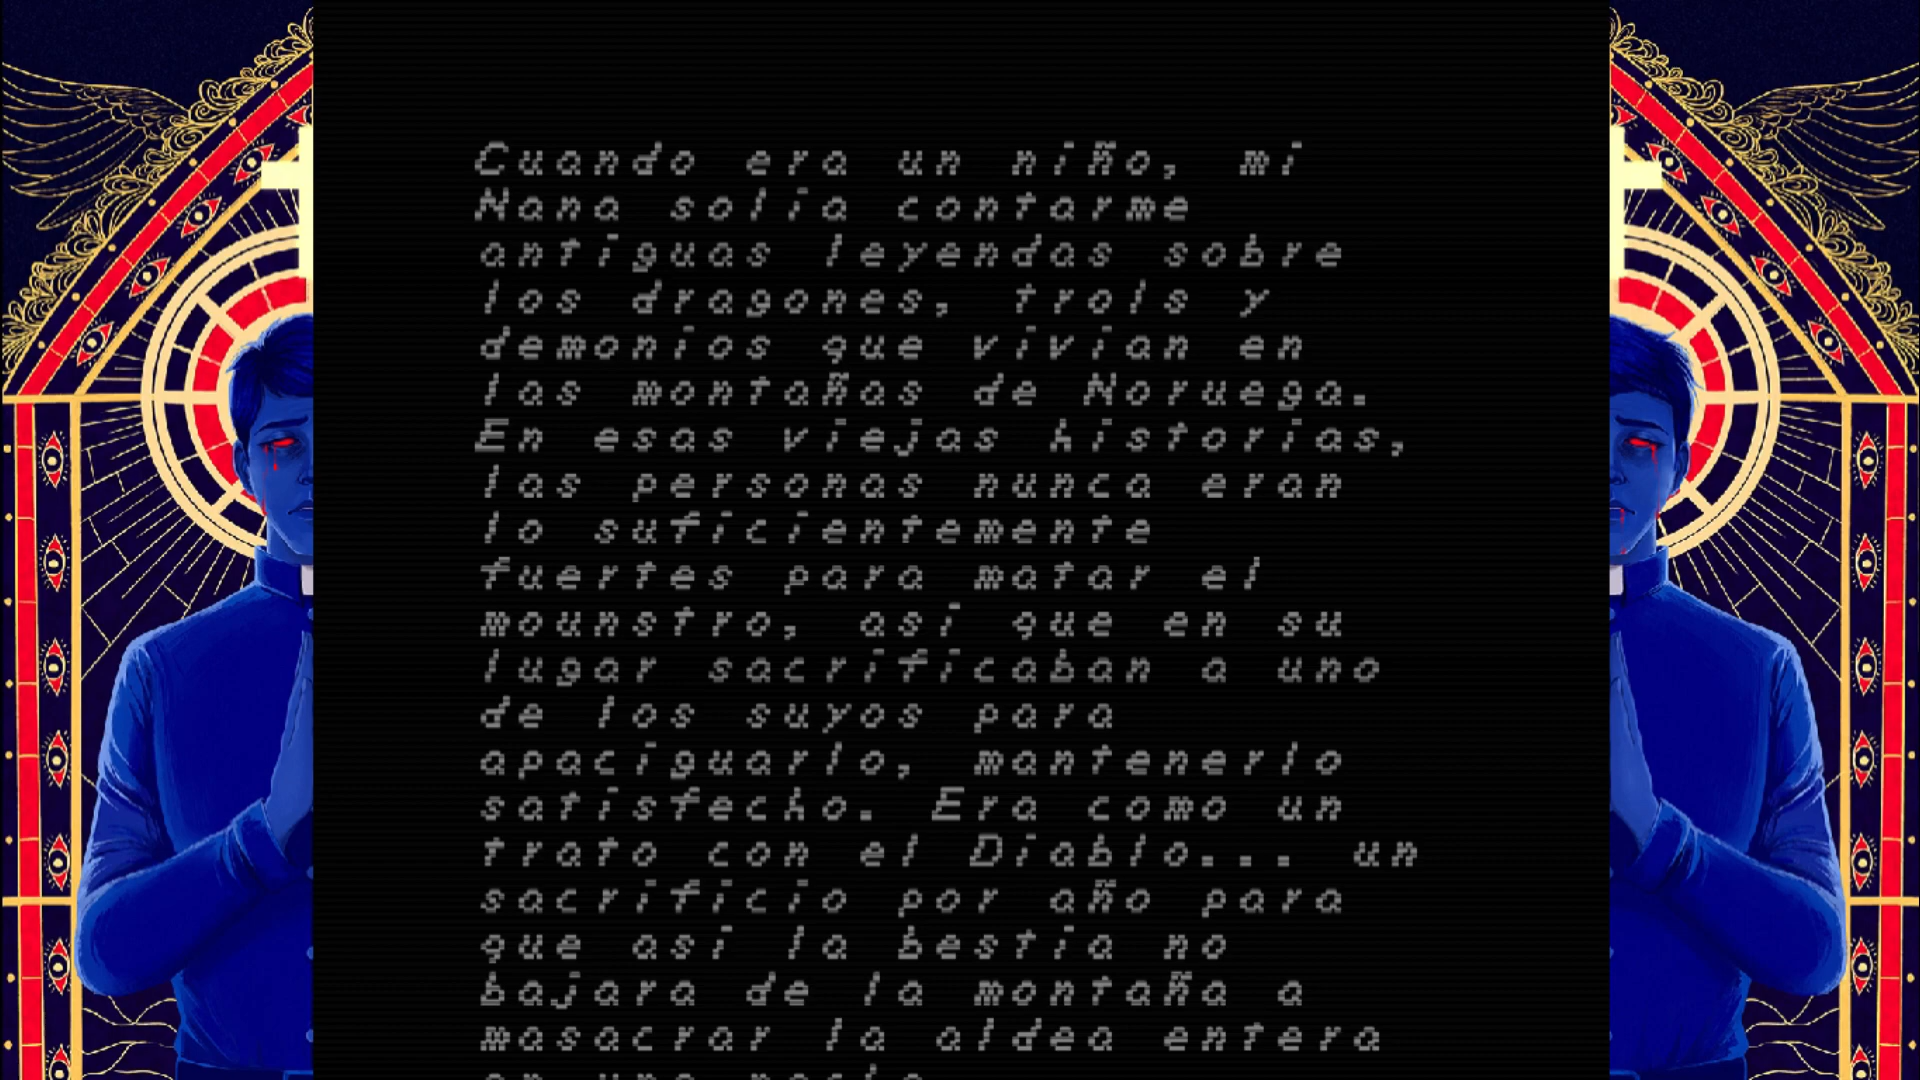 Cuando era un niño, mi
Nana solía contarme
antiguas leyendas sobre
los dragones, trols y
demonios que vivían en
las montañas de Noruega.
En esas viejas historias,
las personas nunca eran
lo suficientemente
fuertes para matar el
mounstro, así que en su
lugar sacrificaban a uno
de los suyos para
apaciguarlo, mantenerlo
satisfecho. Era como un
trato con el Diablo... un
sacrificio por año para
que así la bestia no
bajara de la montaña a
masacrar la aldea entera